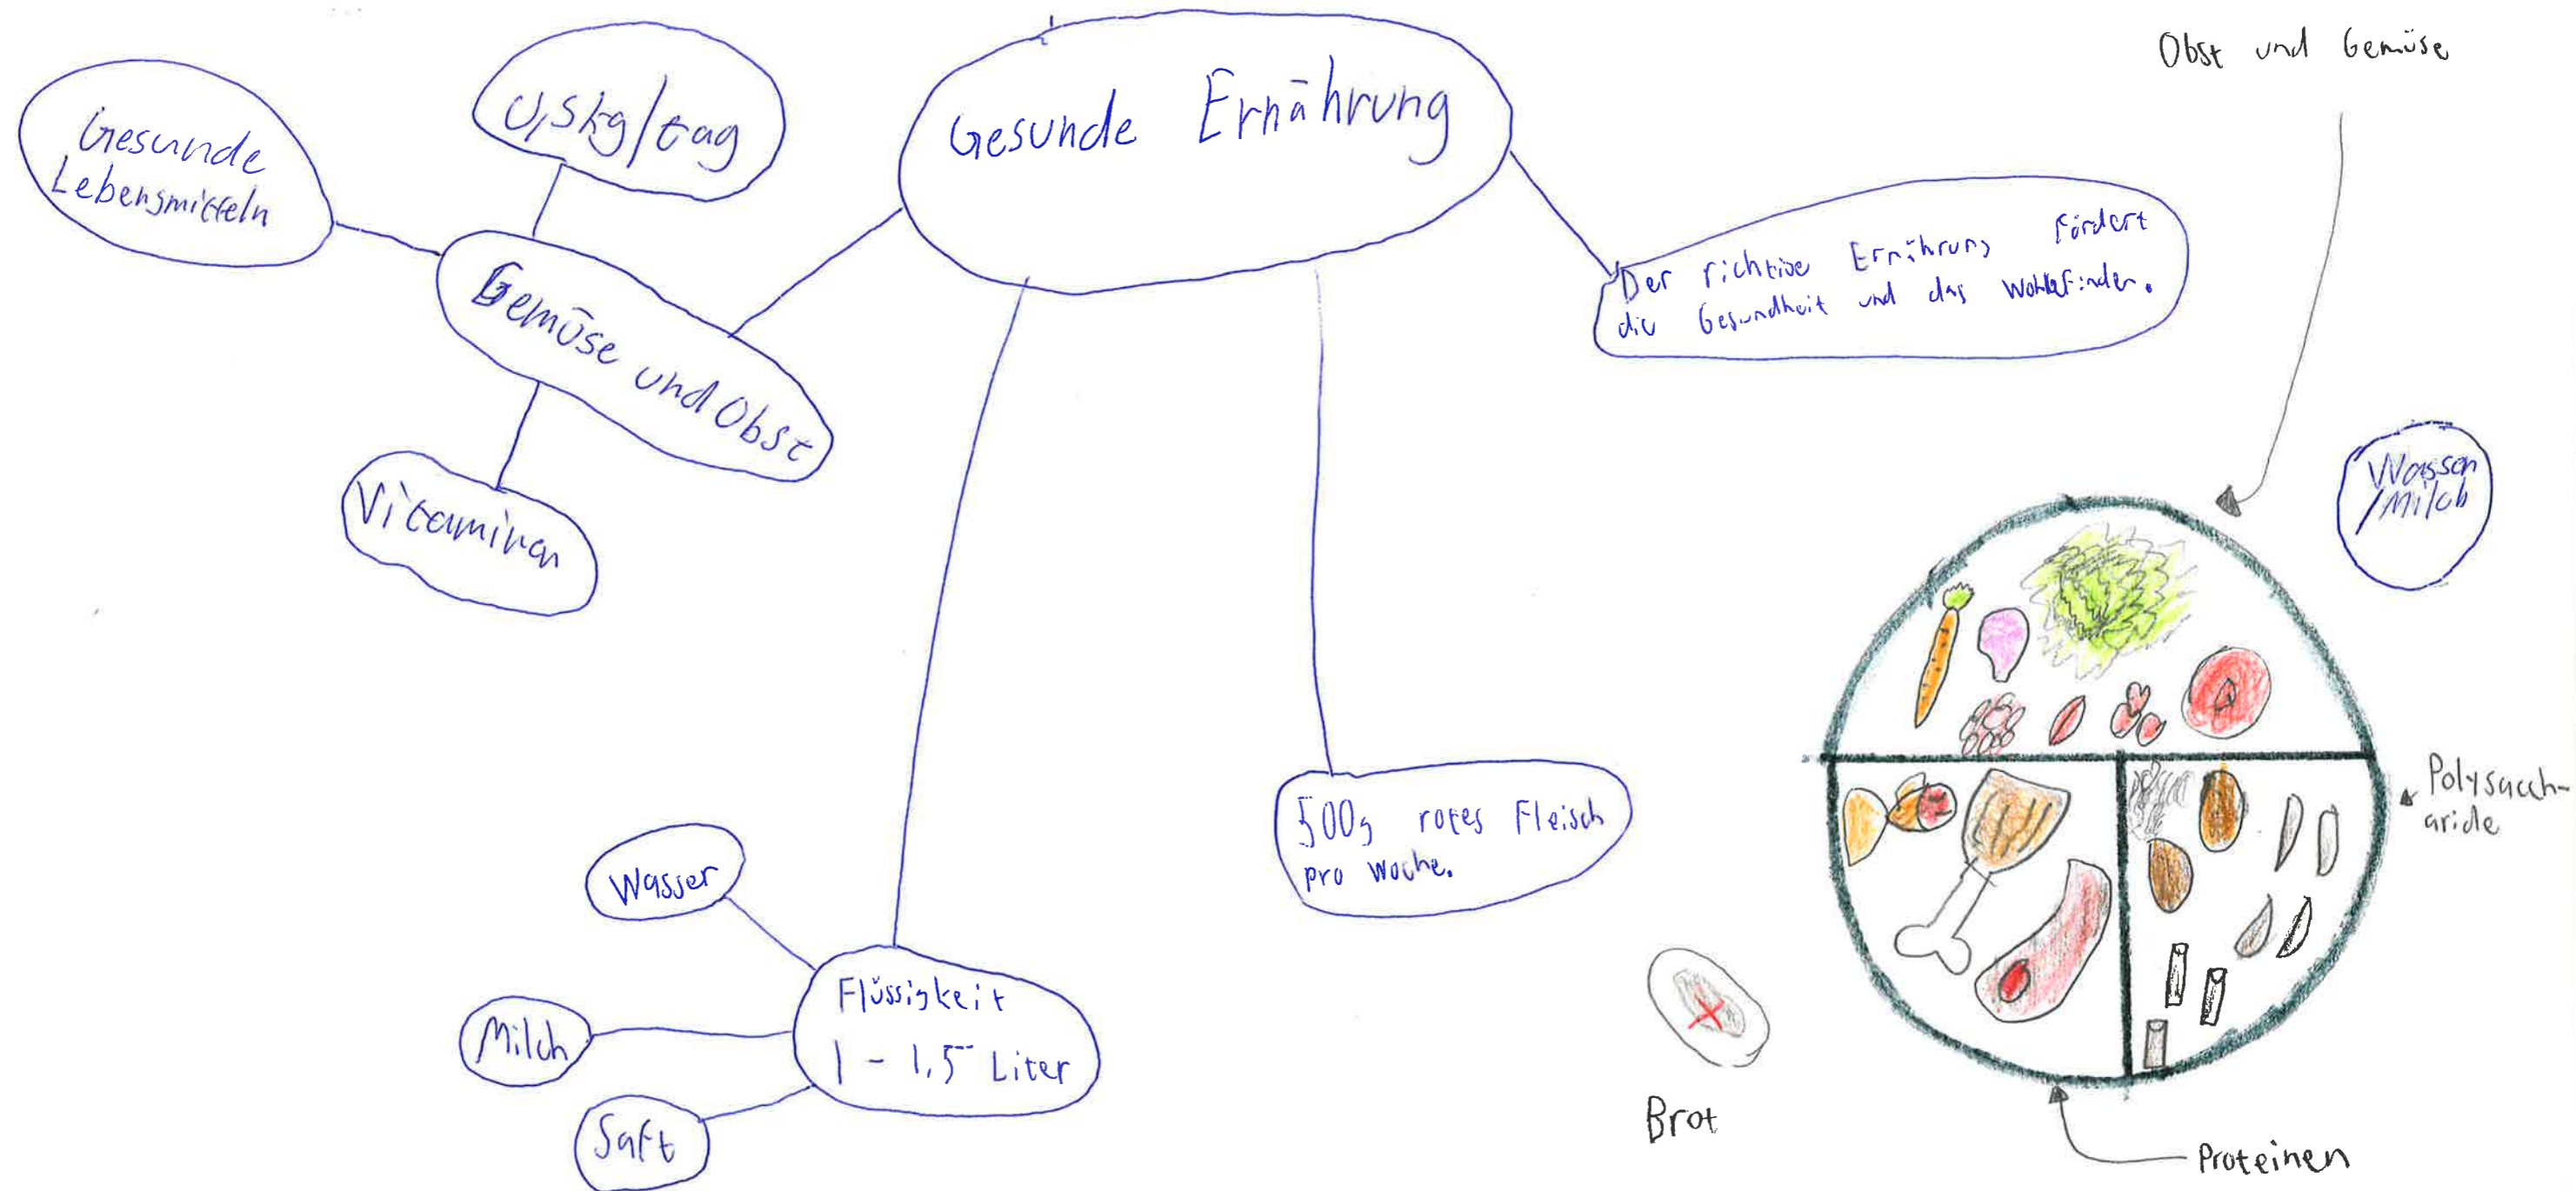 Gesunde Ernährung
0,5kg/tag
Gesunde
Lebensmitteln
Gemüse und Obst
Vitaminen
Der richtige Ernährung fördert
die Gesundheit und das
500g rotes Fleisch
pro Woche.
Flüssigkeit
1 - 1,5 Liter
Wasser
Milch
Saft
Obst und Gemüse
Wasser
/Milch
Polysacch-
aride
Proteinen
Brot